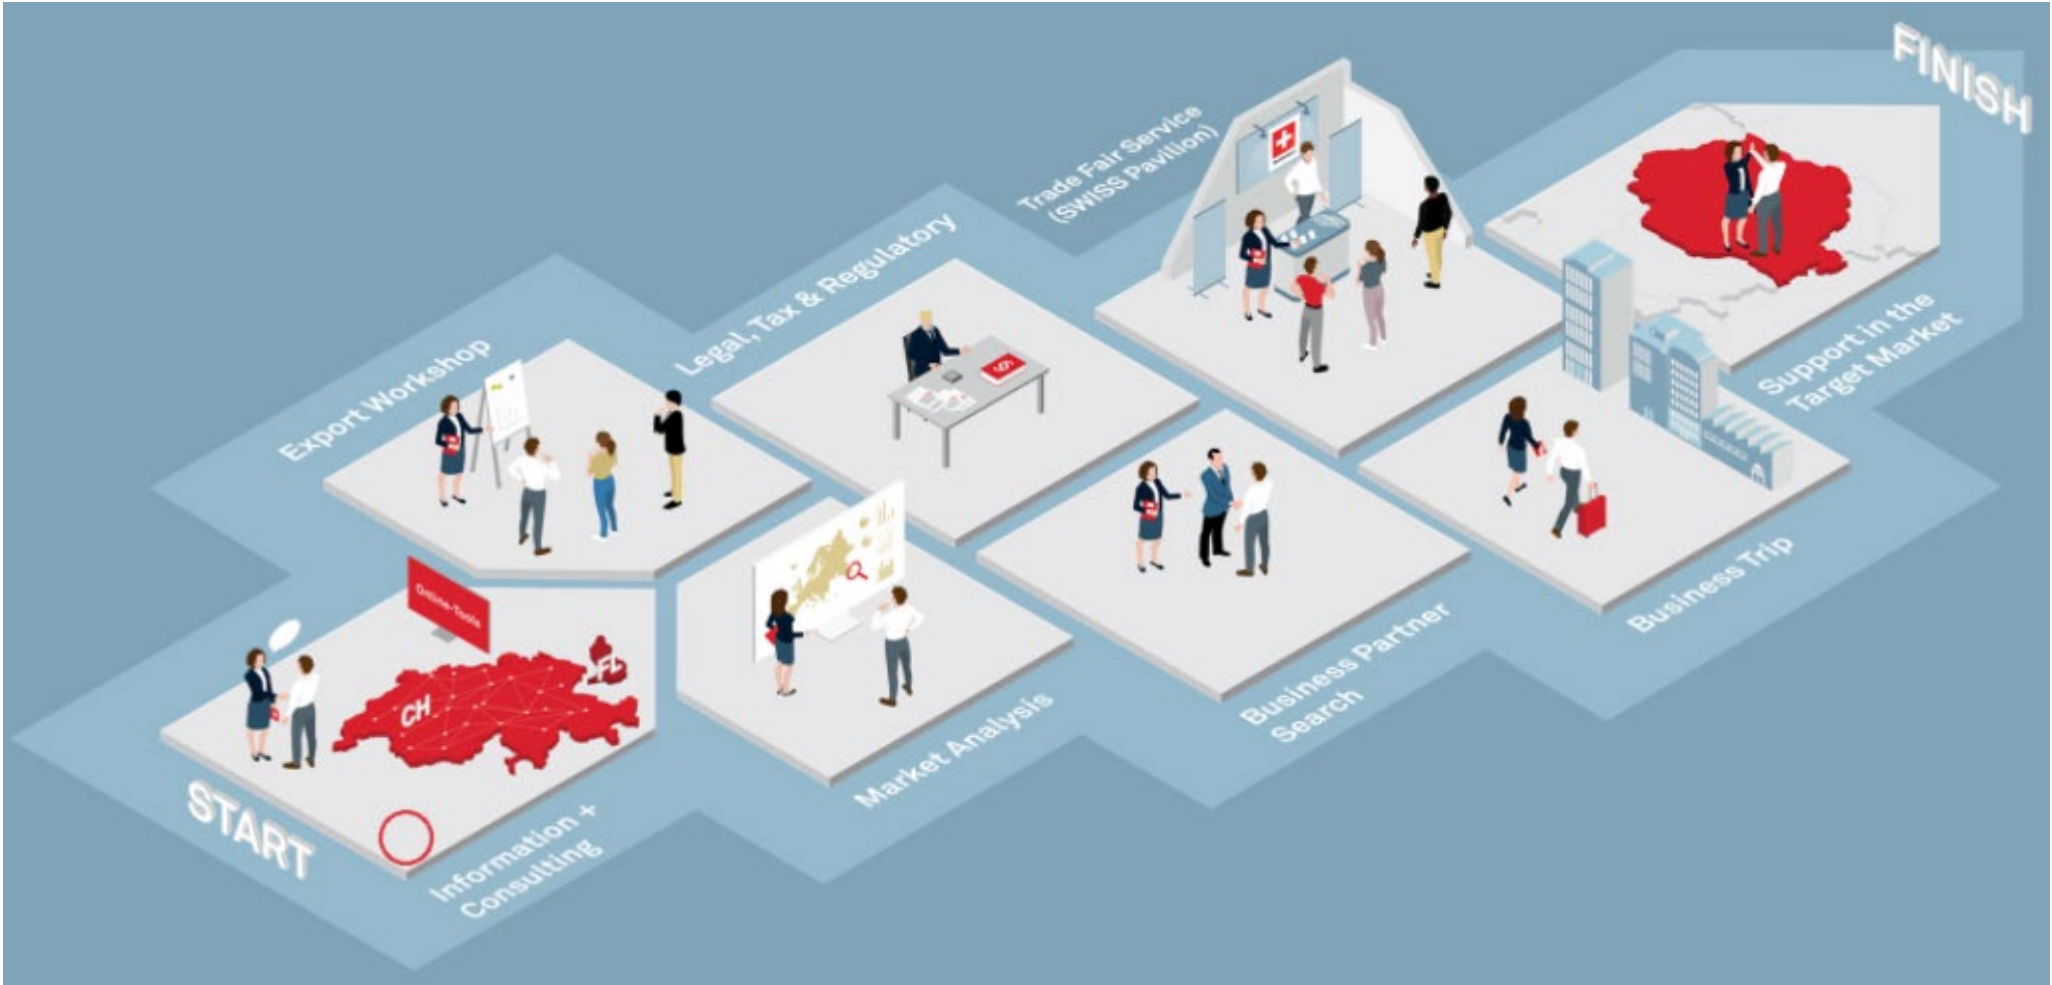 START
Information +
Consulting
Online-Tools
CH
FL
Export Workshop
Market Analysis
Legal, Tax & Regulatory
§
Business Partner
Search
Trade Fair Service
(SWISS Pavilion)
Business Trip
Support in the
Target Market
FINISH